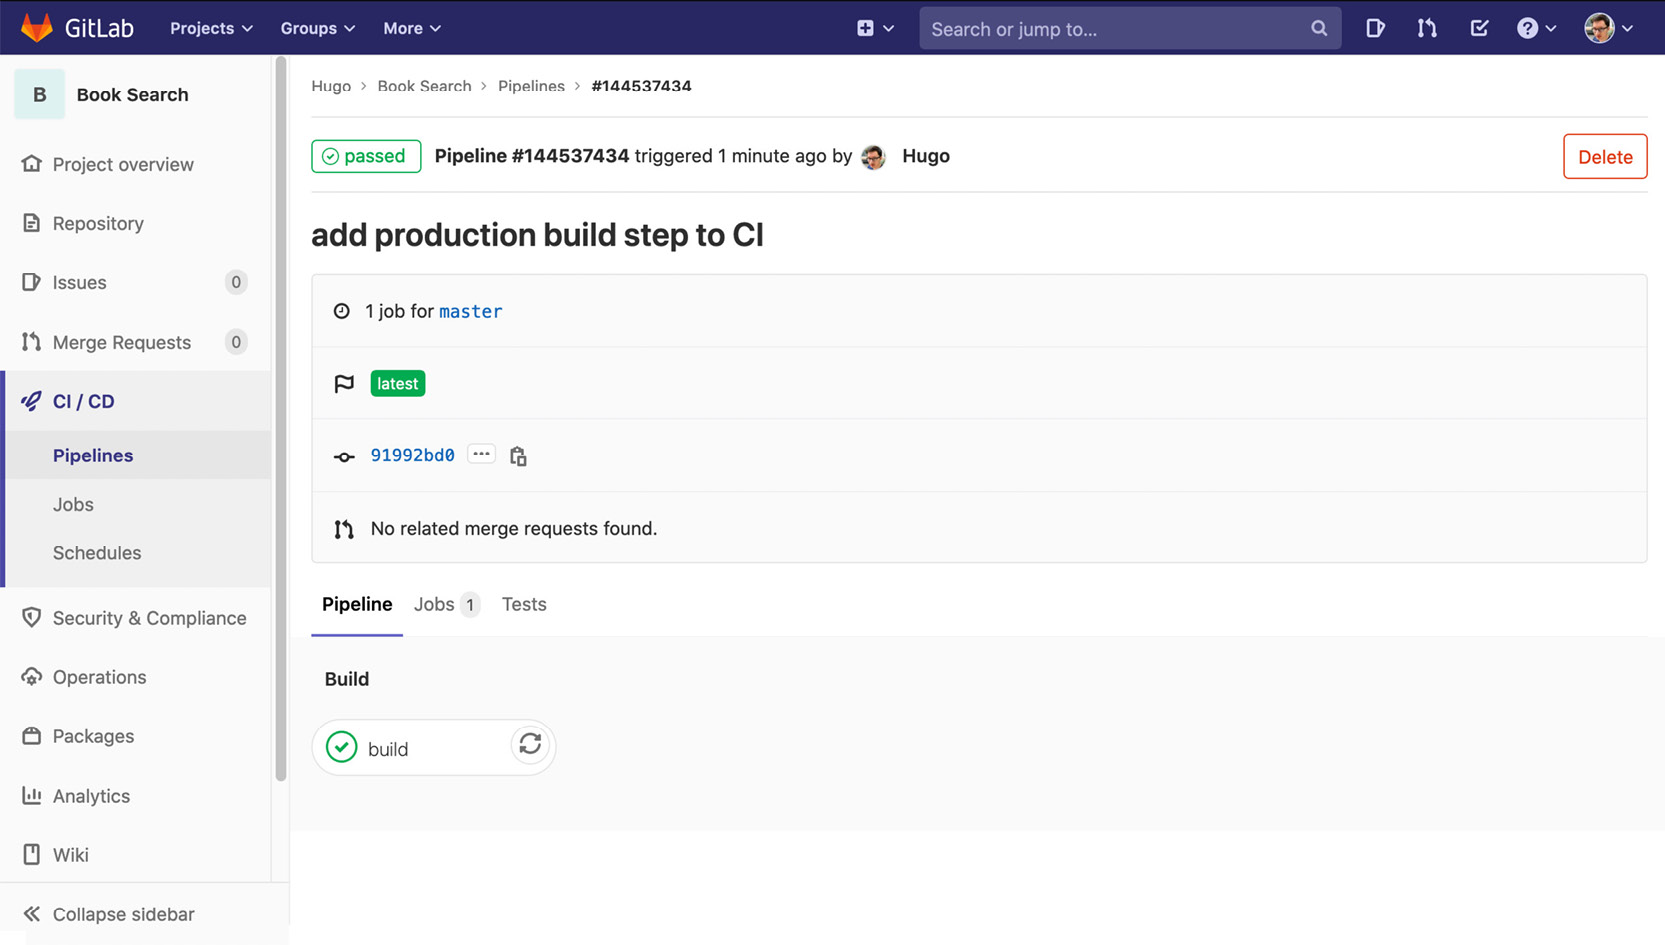 GitLab Projects Groups More Search or jump to...
B Book Search
Hugo > Book Search > Pipelines > #144537434
passed Pipeline #144537434 triggered 1 minute ago by Hugo Delete
Project overview
Repository
Issues 0
Merge Requests 0
CI / CD
Pipelines
Jobs
Schedules
Security & Compliance
Operations
Packages
Analytics
Wiki
Collapse sidebar
add production build step to CI
1 job for master
latest
91992bd0 ...
No related merge requests found.
Pipeline Jobs 1 Tests
Build
build